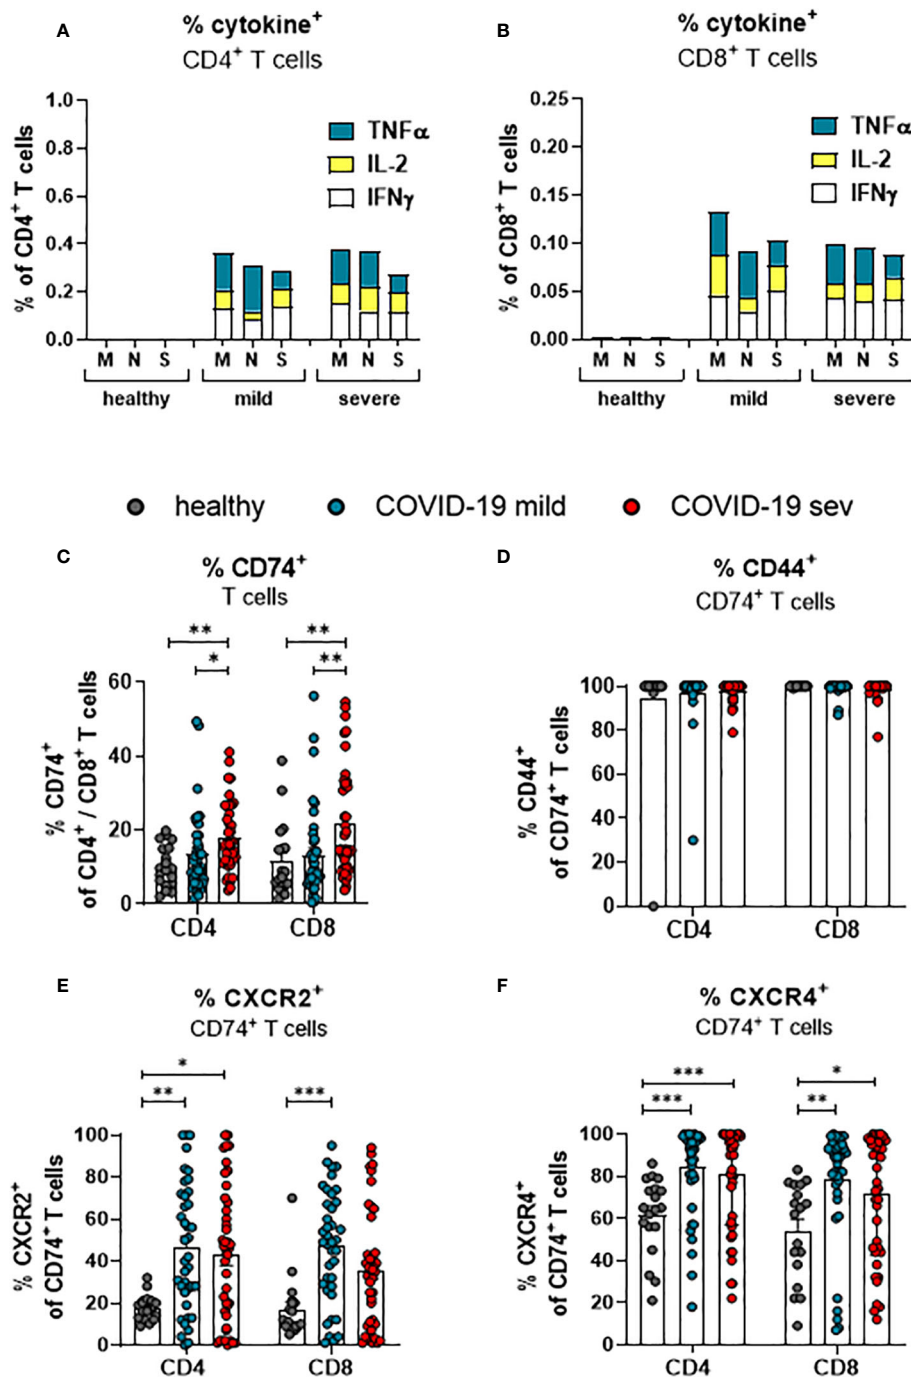 A
% cytokine⁺
CD4⁺ T cells
% of CD4⁺ T cells
1.0
0.8
0.6
0.4
0.2
0.0
TNFα
IL-2
IFNγ
M N S M N S M N S
healthy mild severe
B
% cytokine⁺
CD8⁺ T cells
% of CD8⁺ T cells
0.25
0.20
0.15
0.10
0.05
0.00
TNFα
IL-2
IFNγ
M N S M N S M N S
healthy mild severe
healthy COVID-19 mild COVID-19 sev
C
% CD74⁺
T cells
** **
* **
% CD74⁺
of CD4⁺ / CD8⁺ T cells
60
40
20
0
CD4 CD8
D
% CD44⁺
CD74⁺ T cells
% CD44⁺
of CD74⁺ T cells
100
80
60
40
20
0
CD4 CD8
E
% CXCR2⁺
CD74⁺ T cells
*
** ***
% CXCR2⁺
of CD74⁺ T cells
100
80
60
40
20
0
CD4 CD8
F
% CXCR4⁺
CD74⁺ T cells
*** *
*** **
% CXCR4⁺
of CD74⁺ T cells
100
80
60
40
20
0
CD4 CD8